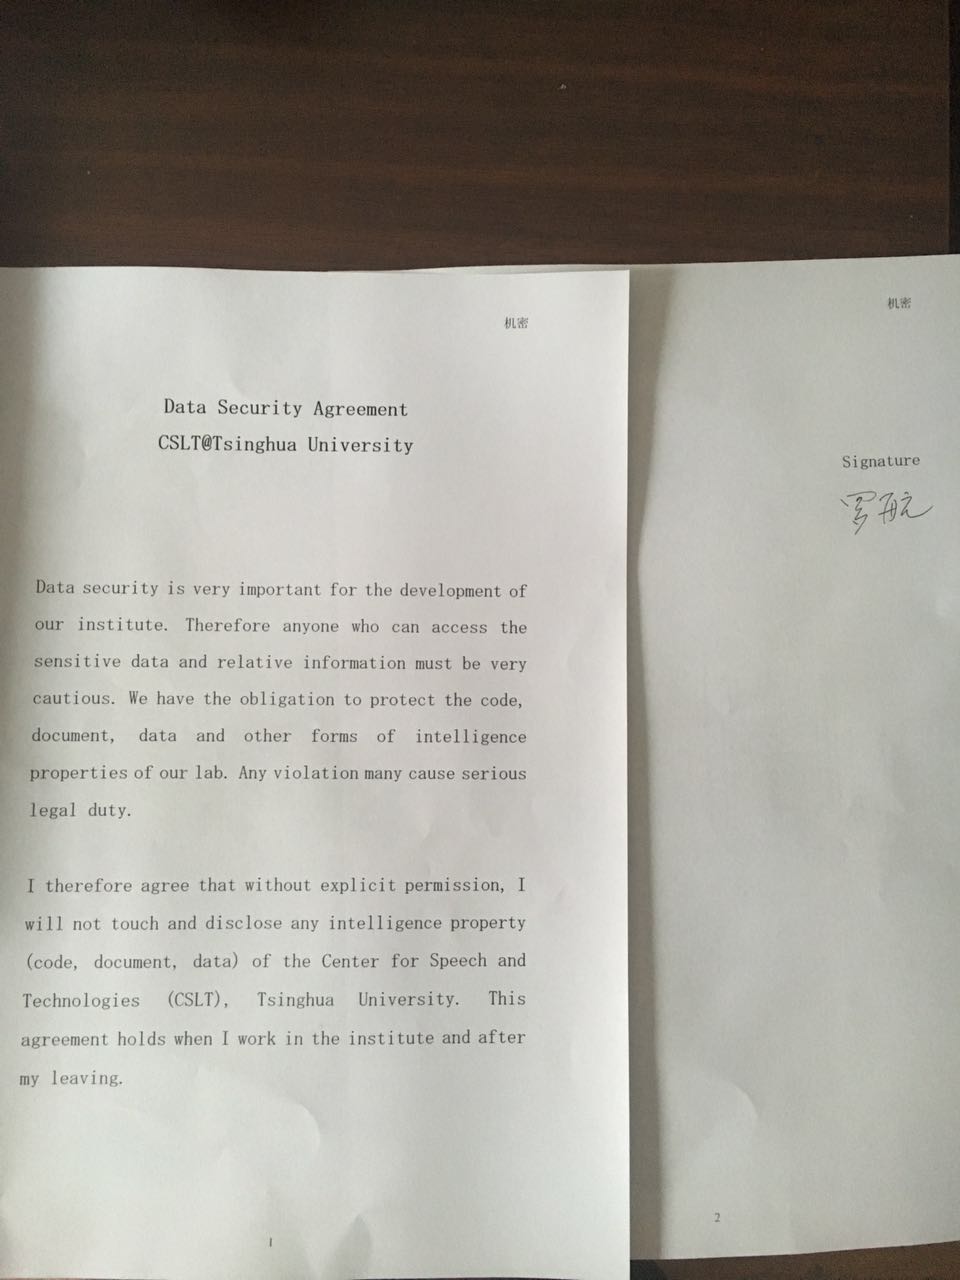 机密
Data Security Agreement
CSLT@Tsinghua University
Data security is very important for the development of
our institute. Therefore anyone who can access the
sensitive data and relative information must be very
cautious. We have the obligation to protect the code,
document, data and other forms of intelligence
properties of our lab. Any violation many cause serious
legal duty.
I therefore agree that without explicit permission, I
will not touch and disclose any intelligence property
(code, document, data) of the Center for Speech and
Technologies (CSLT), Tsinghua University. This
agreement holds when I work in the institute and after
my leaving.
1
机密
Signature
罗航
2